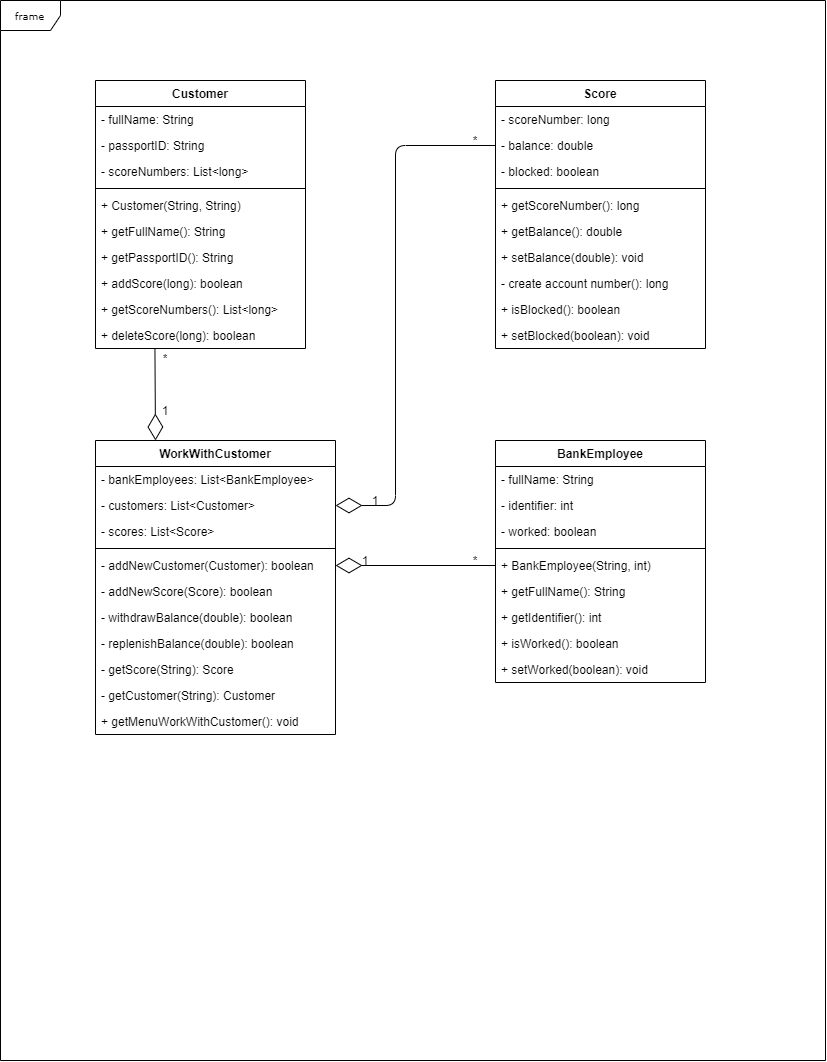 frame
Customer
- fullName: String
- passportID: String
- scoreNumbers: List<long>
+ Customer(String, String)
+ getFullName(): String
+ getPassportID(): String
+ addScore(long): boolean
+ getScoreNumbers(): List<long>
+ deleteScore(long): boolean
Score
- scoreNumber: long
- balance: double
- blocked: boolean
+ getScoreNumber(): long
+ getBalance(): double
+ setBalance(double): void
- create account number(): long
+ isBlocked(): boolean
+ setBlocked(boolean): void
*
*
1
WorkWithCustomer
- bankEmployees: List<BankEmployee>
- customers: List<Customer>
- scores: List<Score>
- addNewCustomer(Customer): boolean
- addNewScore(Score): boolean
- withdrawBalance(double): boolean
- replenishBalance(double): boolean
- getScore(String): Score
- getCustomer(String): Customer
+ getMenuWorkWithCustomer(): void
1
1
*
BankEmployee
- fullName: String
- identifier: int
- worked: boolean
+ BankEmployee(String, int)
+ getFullName(): String
+ getIdentifier(): int
+ isWorked(): boolean
+ setWorked(boolean): void